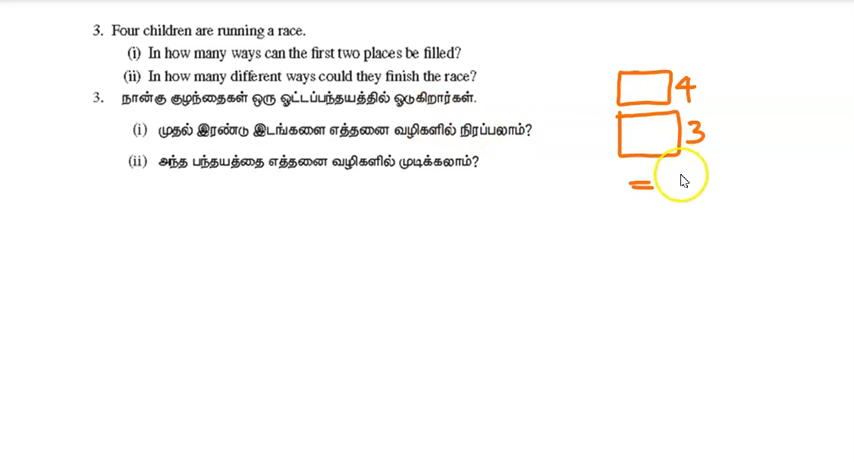 3. Four children are running a race.
(i) In how many ways can the first two places be filled?
(ii) In how many different ways could they finish the race?
3. நான்கு குழந்தைகள் ஒரு ஓட்டப்பந்தயத்தில் ஓடுகிறார்கள்.
(i) முதல் இரண்டு இடங்களை எத்தனை வழிகளில் நிரப்பலாம்?
(ii) அந்த பந்தயத்தை எத்தனை வழிகளில் முடிக்கலாம்?
4
3
=